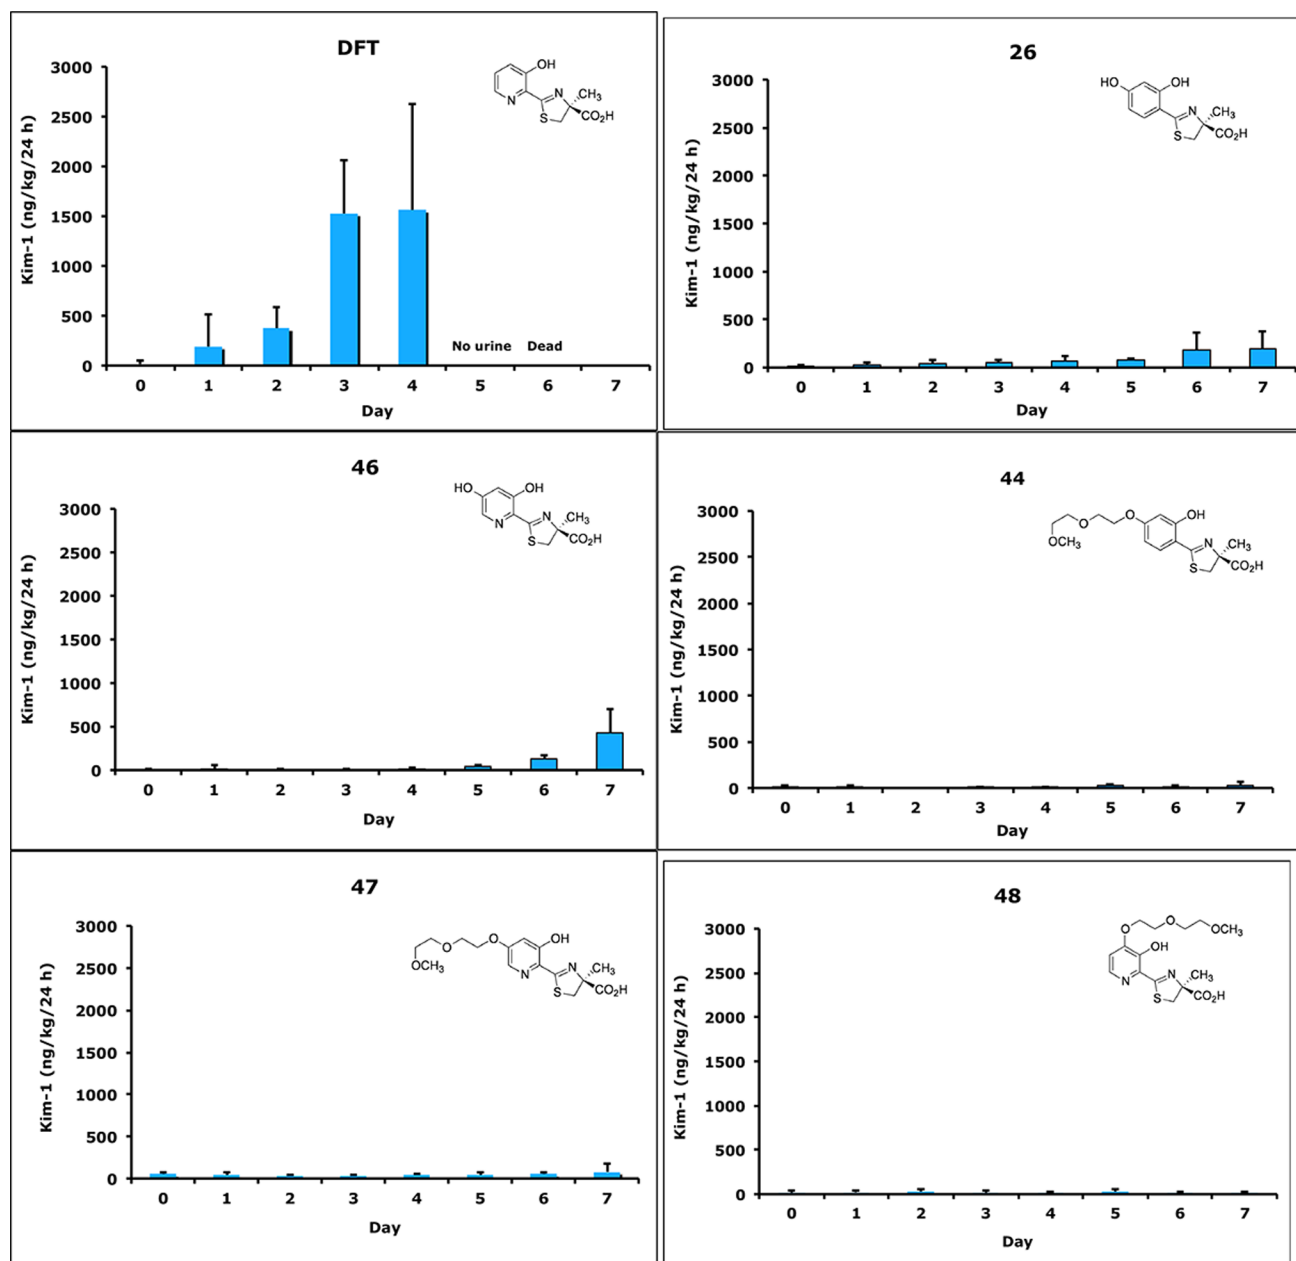 DFT
3000
2500
2000
1500
1000
500
0
Kim-1 (ng/kg/24 h)
OH
N
N
CH3
S
CO2H
No urine Dead
0 1 2 3 4 5 6 7
Day
26
3000
2500
2000
1500
1000
500
0
Kim-1 (ng/kg/24 h)
HO OH
N
CH3
S
CO2H
0 1 2 3 4 5 6 7
Day
46
3000
2500
2000
1500
1000
500
0
Kim-1 (ng/kg/24 h)
HO OH
N
N
CH3
S
CO2H
0 1 2 3 4 5 6 7
Day
44
3000
2500
2000
1500
1000
500
0
Kim-1 (ng/kg/24 h)
O O OH
OCH3
N
CH3
S
CO2H
0 1 2 3 4 5 6 7
Day
47
3000
2500
2000
1500
1000
500
0
Kim-1 (ng/kg/24 h)
O O OH
OCH3
N
N
CH3
S
CO2H
0 1 2 3 4 5 6 7
Day
48
3000
2500
2000
1500
1000
500
0
Kim-1 (ng/kg/24 h)
O O OCH3
OH
N
N
CH3
S
CO2H
0 1 2 3 4 5 6 7
Day